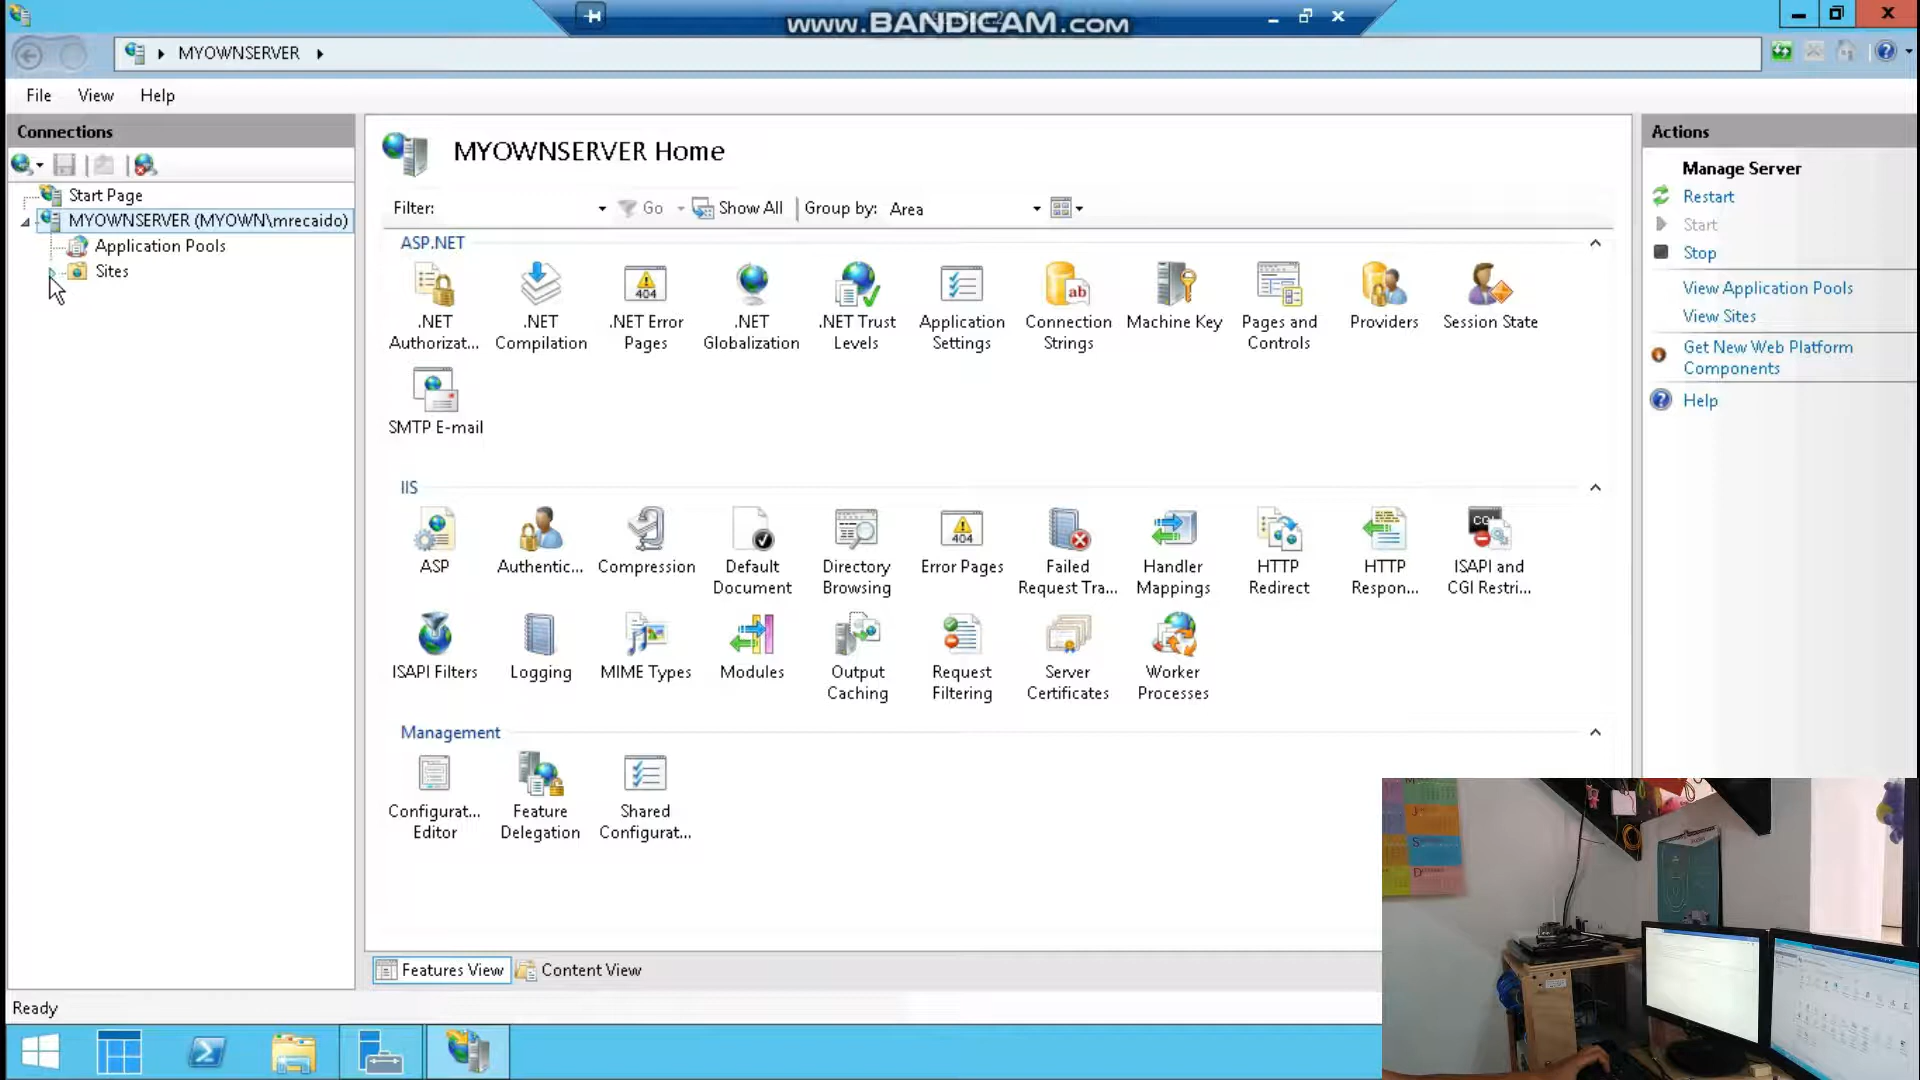 www.BANDICAM.com
MYOWNSERVER
File View Help
Connections
Start Page
MYOWNSERVER (MYOWN\mrecaido)
Application Pools
Sites
MYOWNSERVER Home
Filter: Go Show All Group by: Area
ASP.NET
.NET Authorizat...
.NET Compilation
.NET Error Pages
.NET Globalization
.NET Trust Levels
Application Settings
Connection Strings
Machine Key
Pages and Controls
Providers
Session State
SMTP E-mail
IIS
ASP
Authentic...
Compression
Default Document
Directory Browsing
Error Pages
Failed Request Tra...
Handler Mappings
HTTP Redirect
HTTP Respon...
ISAPI and CGI Restri...
ISAPI Filters
Logging
MIME Types
Modules
Output Caching
Request Filtering
Server Certificates
Worker Processes
Management
Configurat... Editor
Feature Delegation
Shared Configurat...
Features View
Content View
Ready
Actions
Manage Server
Restart
Start
Stop
View Application Pools
View Sites
Get New Web Platform
Components
Help